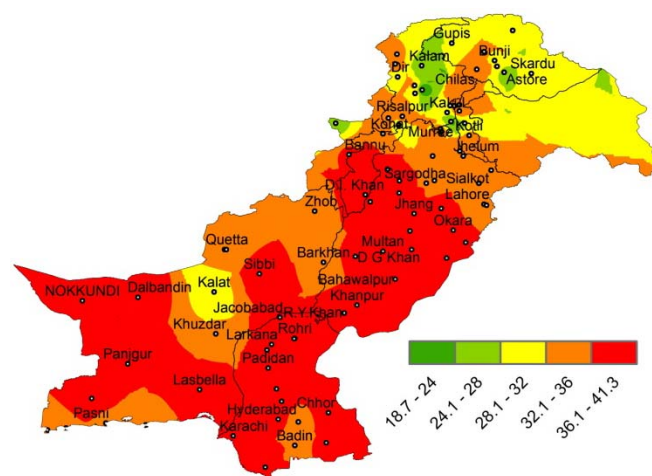 Gupis
Kalam
Bunji
Dir
Skardu
Chilas
Astore
Risalpur
Kakul
Kohat
Kotli
Murree
Bannu
Jhelum
Sargodha
Sialkot
D.I. Khan
Lahore
Zhob
Jhang
Okara
Quetta
Multan
Barkhan
D G Khan
Sibbi
Bahawalpur
Kalat
NOKKUNDI
Dalbandin
Jacobabad
Khanpur
R.Y.Khan
Khuzdar
Larkana
Rohri
Padidan
Panjgur
Lasbella
Pasni
Hyderabad
Chhor
Karachi
Badin
18.7 - 24
24.1 - 28
28.1 - 32
32.1 - 36
36.1 - 41.3